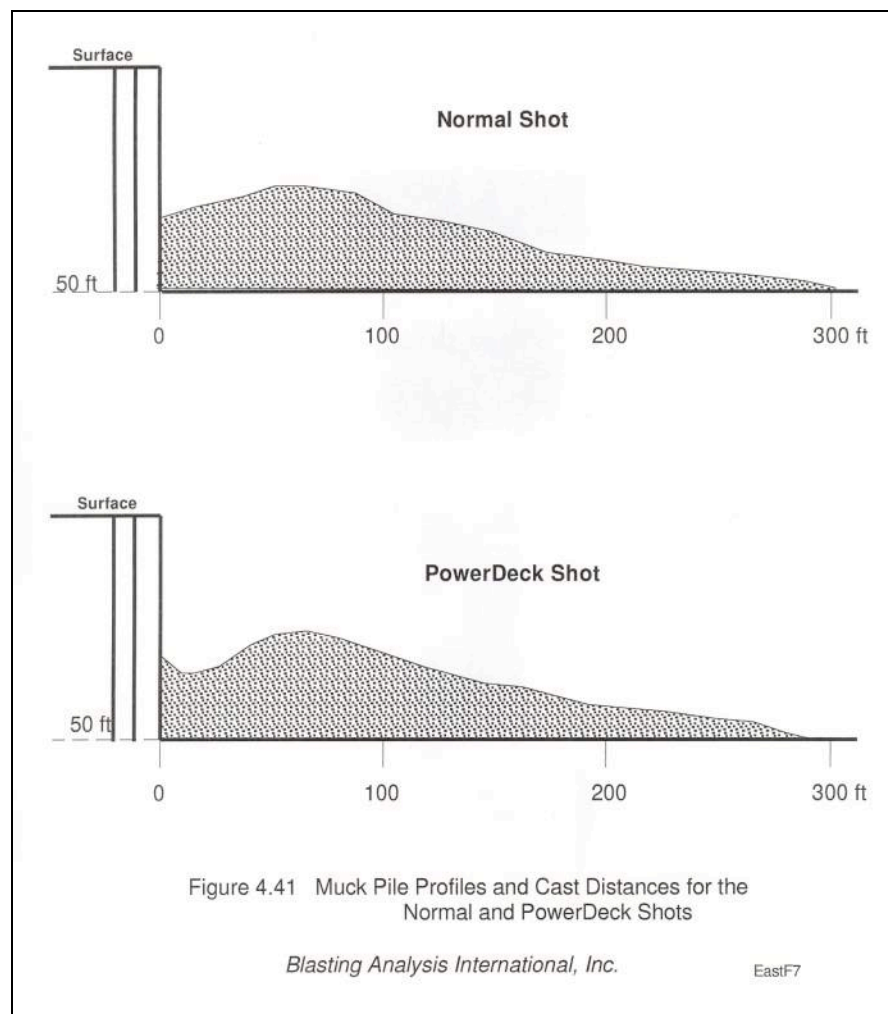 Surface
Normal Shot
50 ft
0 100 200 300 ft
Surface
PowerDeck Shot
50 ft
0 100 200 300 ft
Figure 4.41 Muck Pile Profiles and Cast Distances for the
Normal and PowerDeck Shots
Blasting Analysis International, Inc.
EastF7